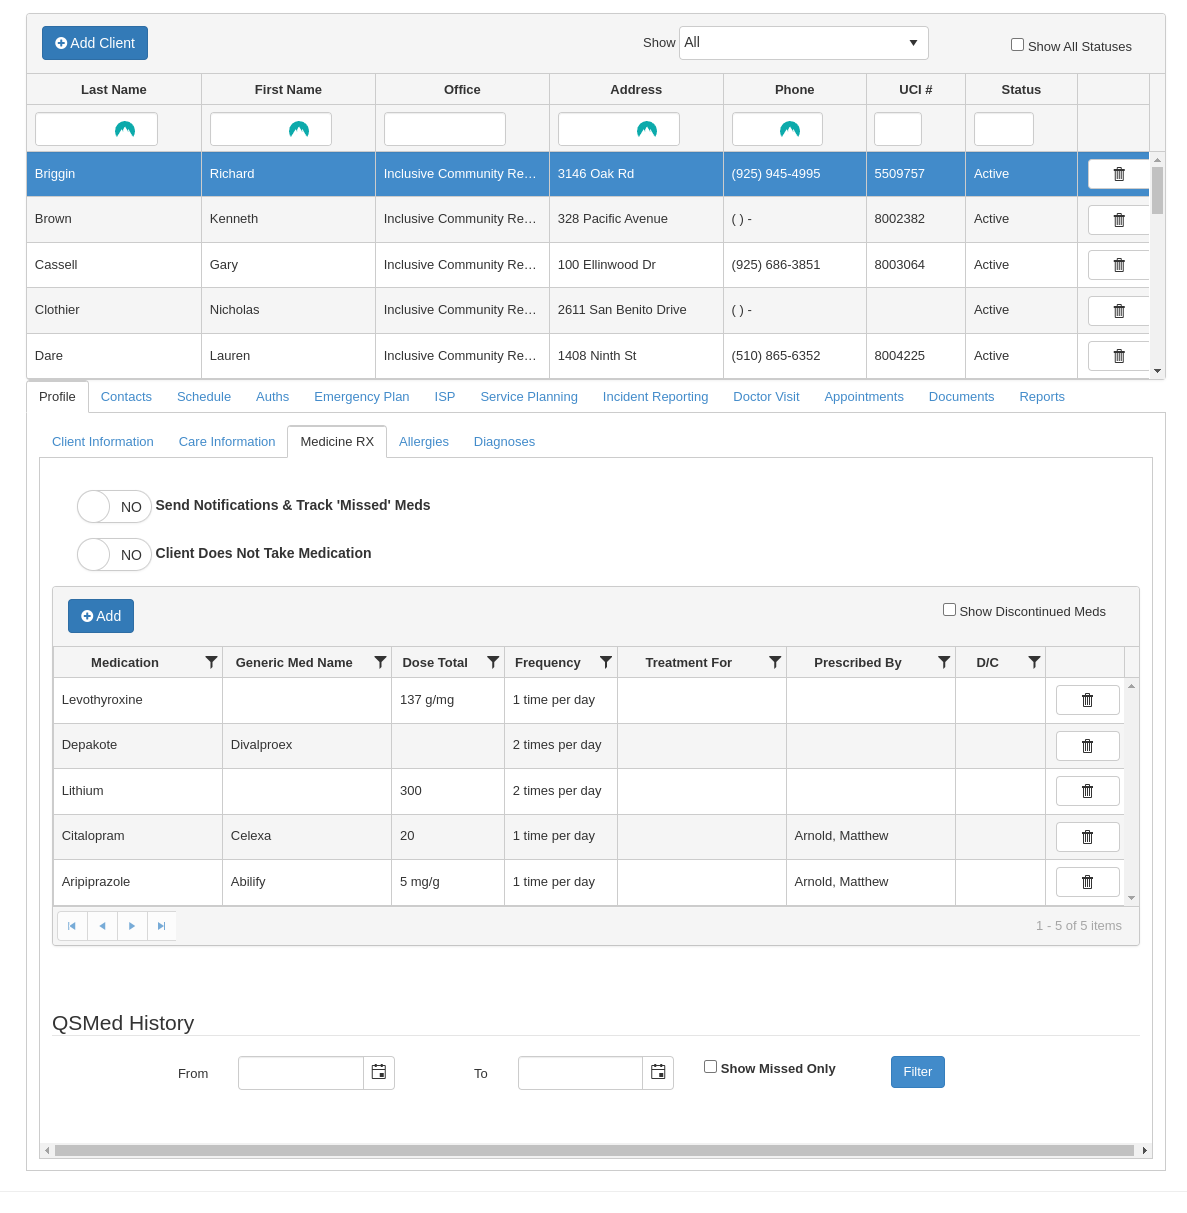 Add Client Show All Show All Statuses
Last Name First Name Office Address Phone UCI # Status
Briggin Richard Inclusive Community Re… 3146 Oak Rd (925) 945-4995 5509757 Active
Brown Kenneth Inclusive Community Re… 328 Pacific Avenue ( ) - 8002382 Active
Cassell Gary Inclusive Community Re… 100 Ellinwood Dr (925) 686-3851 8003064 Active
Clothier Nicholas Inclusive Community Re… 2611 San Benito Drive ( ) - Active
Dare Lauren Inclusive Community Re… 1408 Ninth St (510) 865-6352 8004225 Active
Profile Contacts Schedule Auths Emergency Plan ISP Service Planning Incident Reporting Doctor Visit Appointments Documents Reports
Client Information Care Information Medicine RX Allergies Diagnoses
NO Send Notifications & Track 'Missed' Meds
NO Client Does Not Take Medication
Add Show Discontinued Meds
Medication Generic Med Name Dose Total Frequency Treatment For Prescribed By D/C
Levothyroxine 137 g/mg 1 time per day
Depakote Divalproex 2 times per day
Lithium 300 2 times per day
Citalopram Celexa 20 1 time per day Arnold, Matthew
Aripiprazole Abilify 5 mg/g 1 time per day Arnold, Matthew
1 - 5 of 5 items
QSMed History
From To Show Missed Only Filter